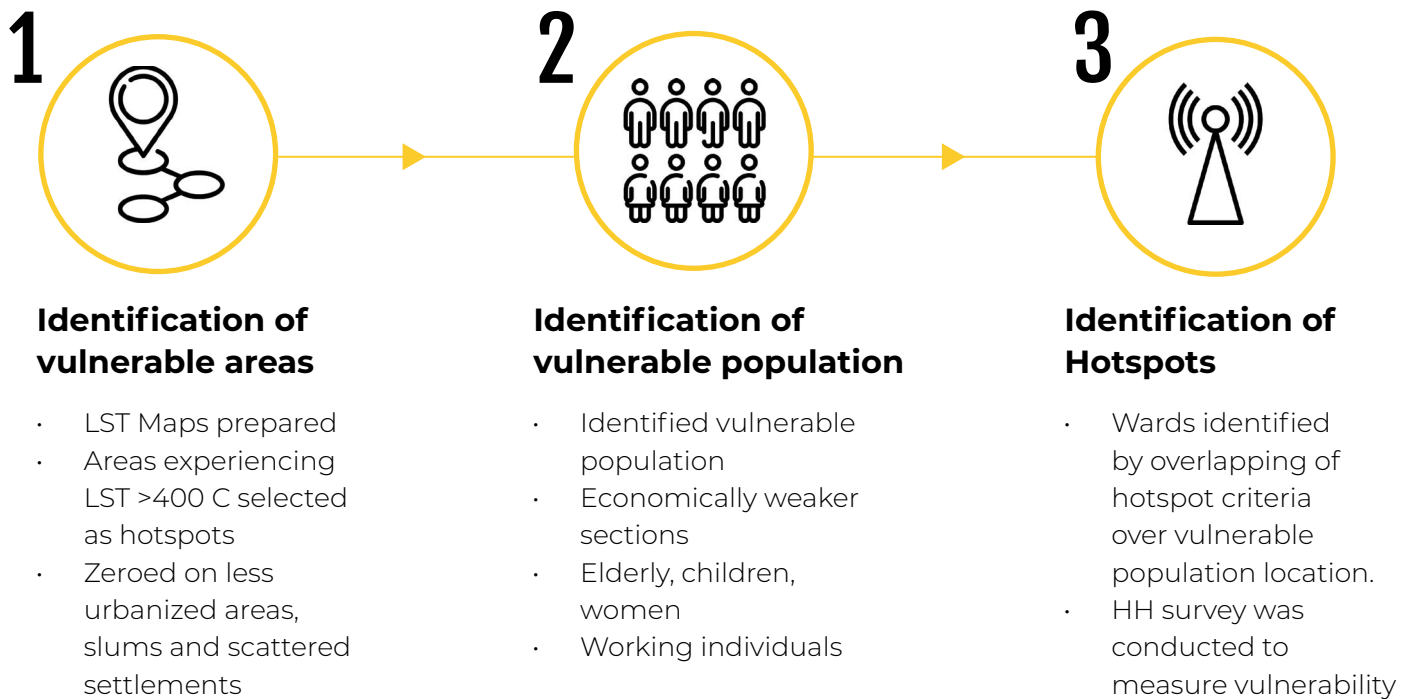 1
Identification of
vulnerable areas
· LST Maps prepared
· Areas experiencing
LST >400 C selected
as hotspots
· Zeroed on less
urbanized areas,
slums and scattered
settlements
2
Identification of
vulnerable population
· Identified vulnerable
population
· Economically weaker
sections
· Elderly, children,
women
· Working individuals
3
Identification of
Hotspots
· Wards identified
by overlapping of
hotspot criteria
over vulnerable
population location.
· HH survey was
conducted to
measure vulnerability